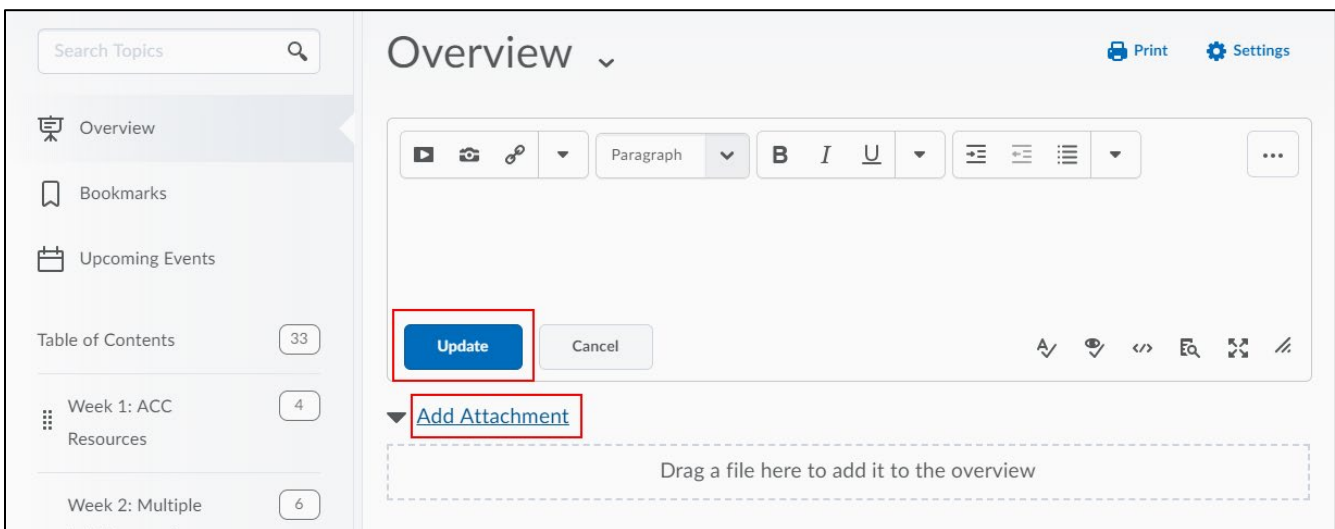 Search Topics
Overview
Bookmarks
Upcoming Events
Table of Contents 33
Week 1: ACC 4
Resources
Week 2: Multiple 6
Overview
Print Settings
Paragraph B I U
Update Cancel
Add Attachment
Drag a file here to add it to the overview